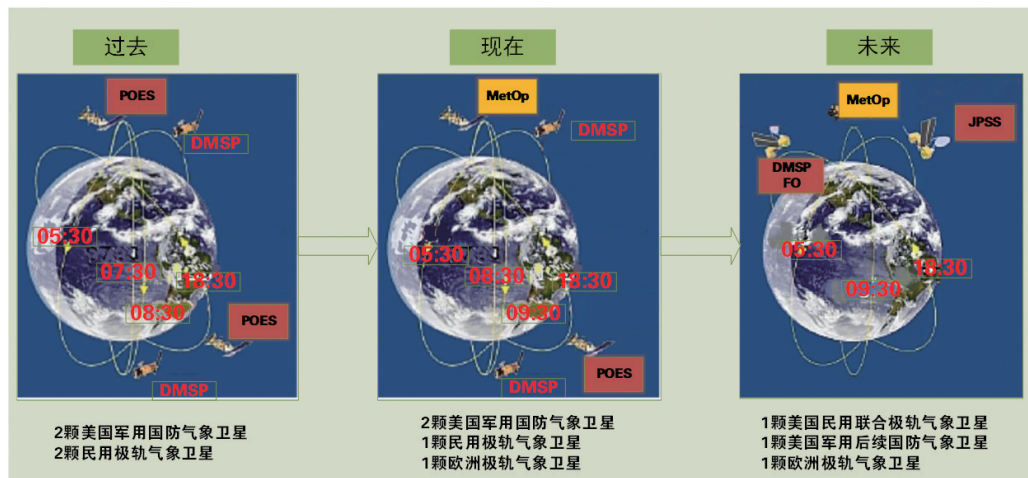 过去
现在
未来
POES
DMSP
05:30
07:30
18:30
08:30
POES
DMSP
MetOp
DMSP
05:30
08:30
18:30
09:30
POES
DMSP
MetOp
JPSS
DMSP
FO
05:30
18:30
09:30
2颗美国军用国防气象卫星
2颗民用极轨气象卫星
2颗美国军用国防气象卫星
1颗民用极轨气象卫星
1颗欧洲极轨气象卫星
1颗美国民用联合极轨气象卫星
1颗美国军用后续国防气象卫星
1颗欧洲极轨气象卫星